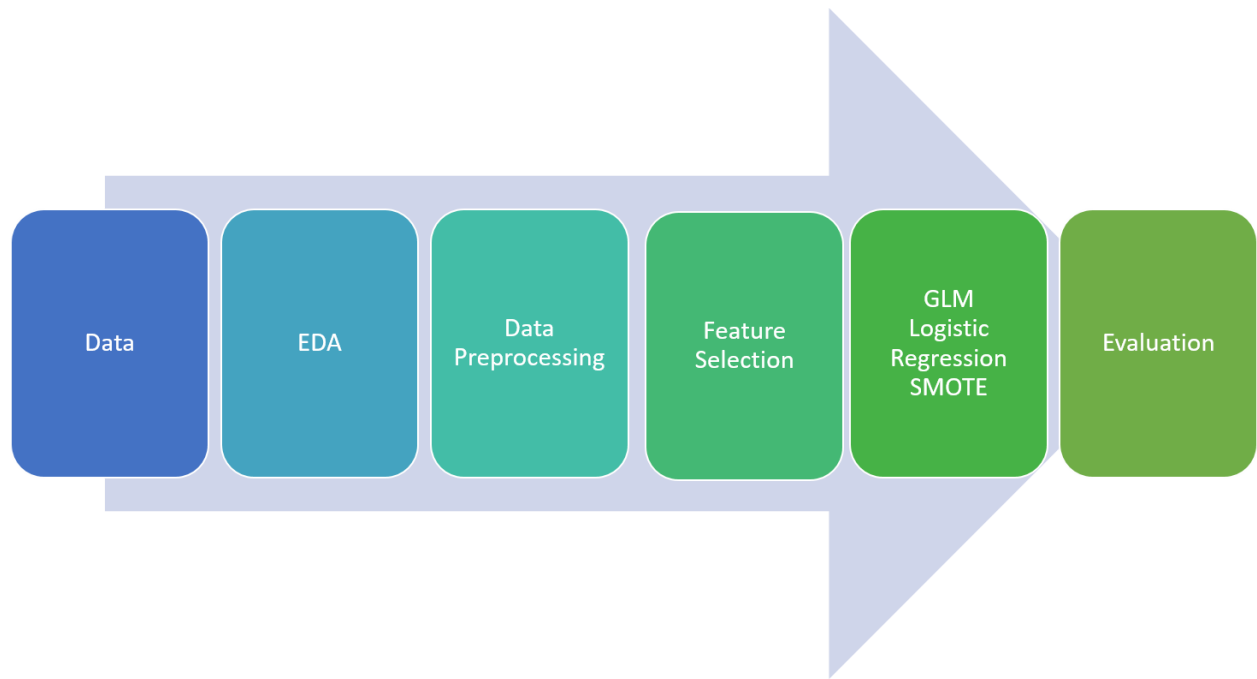 Data
EDA
Data
Preprocessing
Feature
Selection
GLM
Logistic
Regression
SMOTE
Evaluation